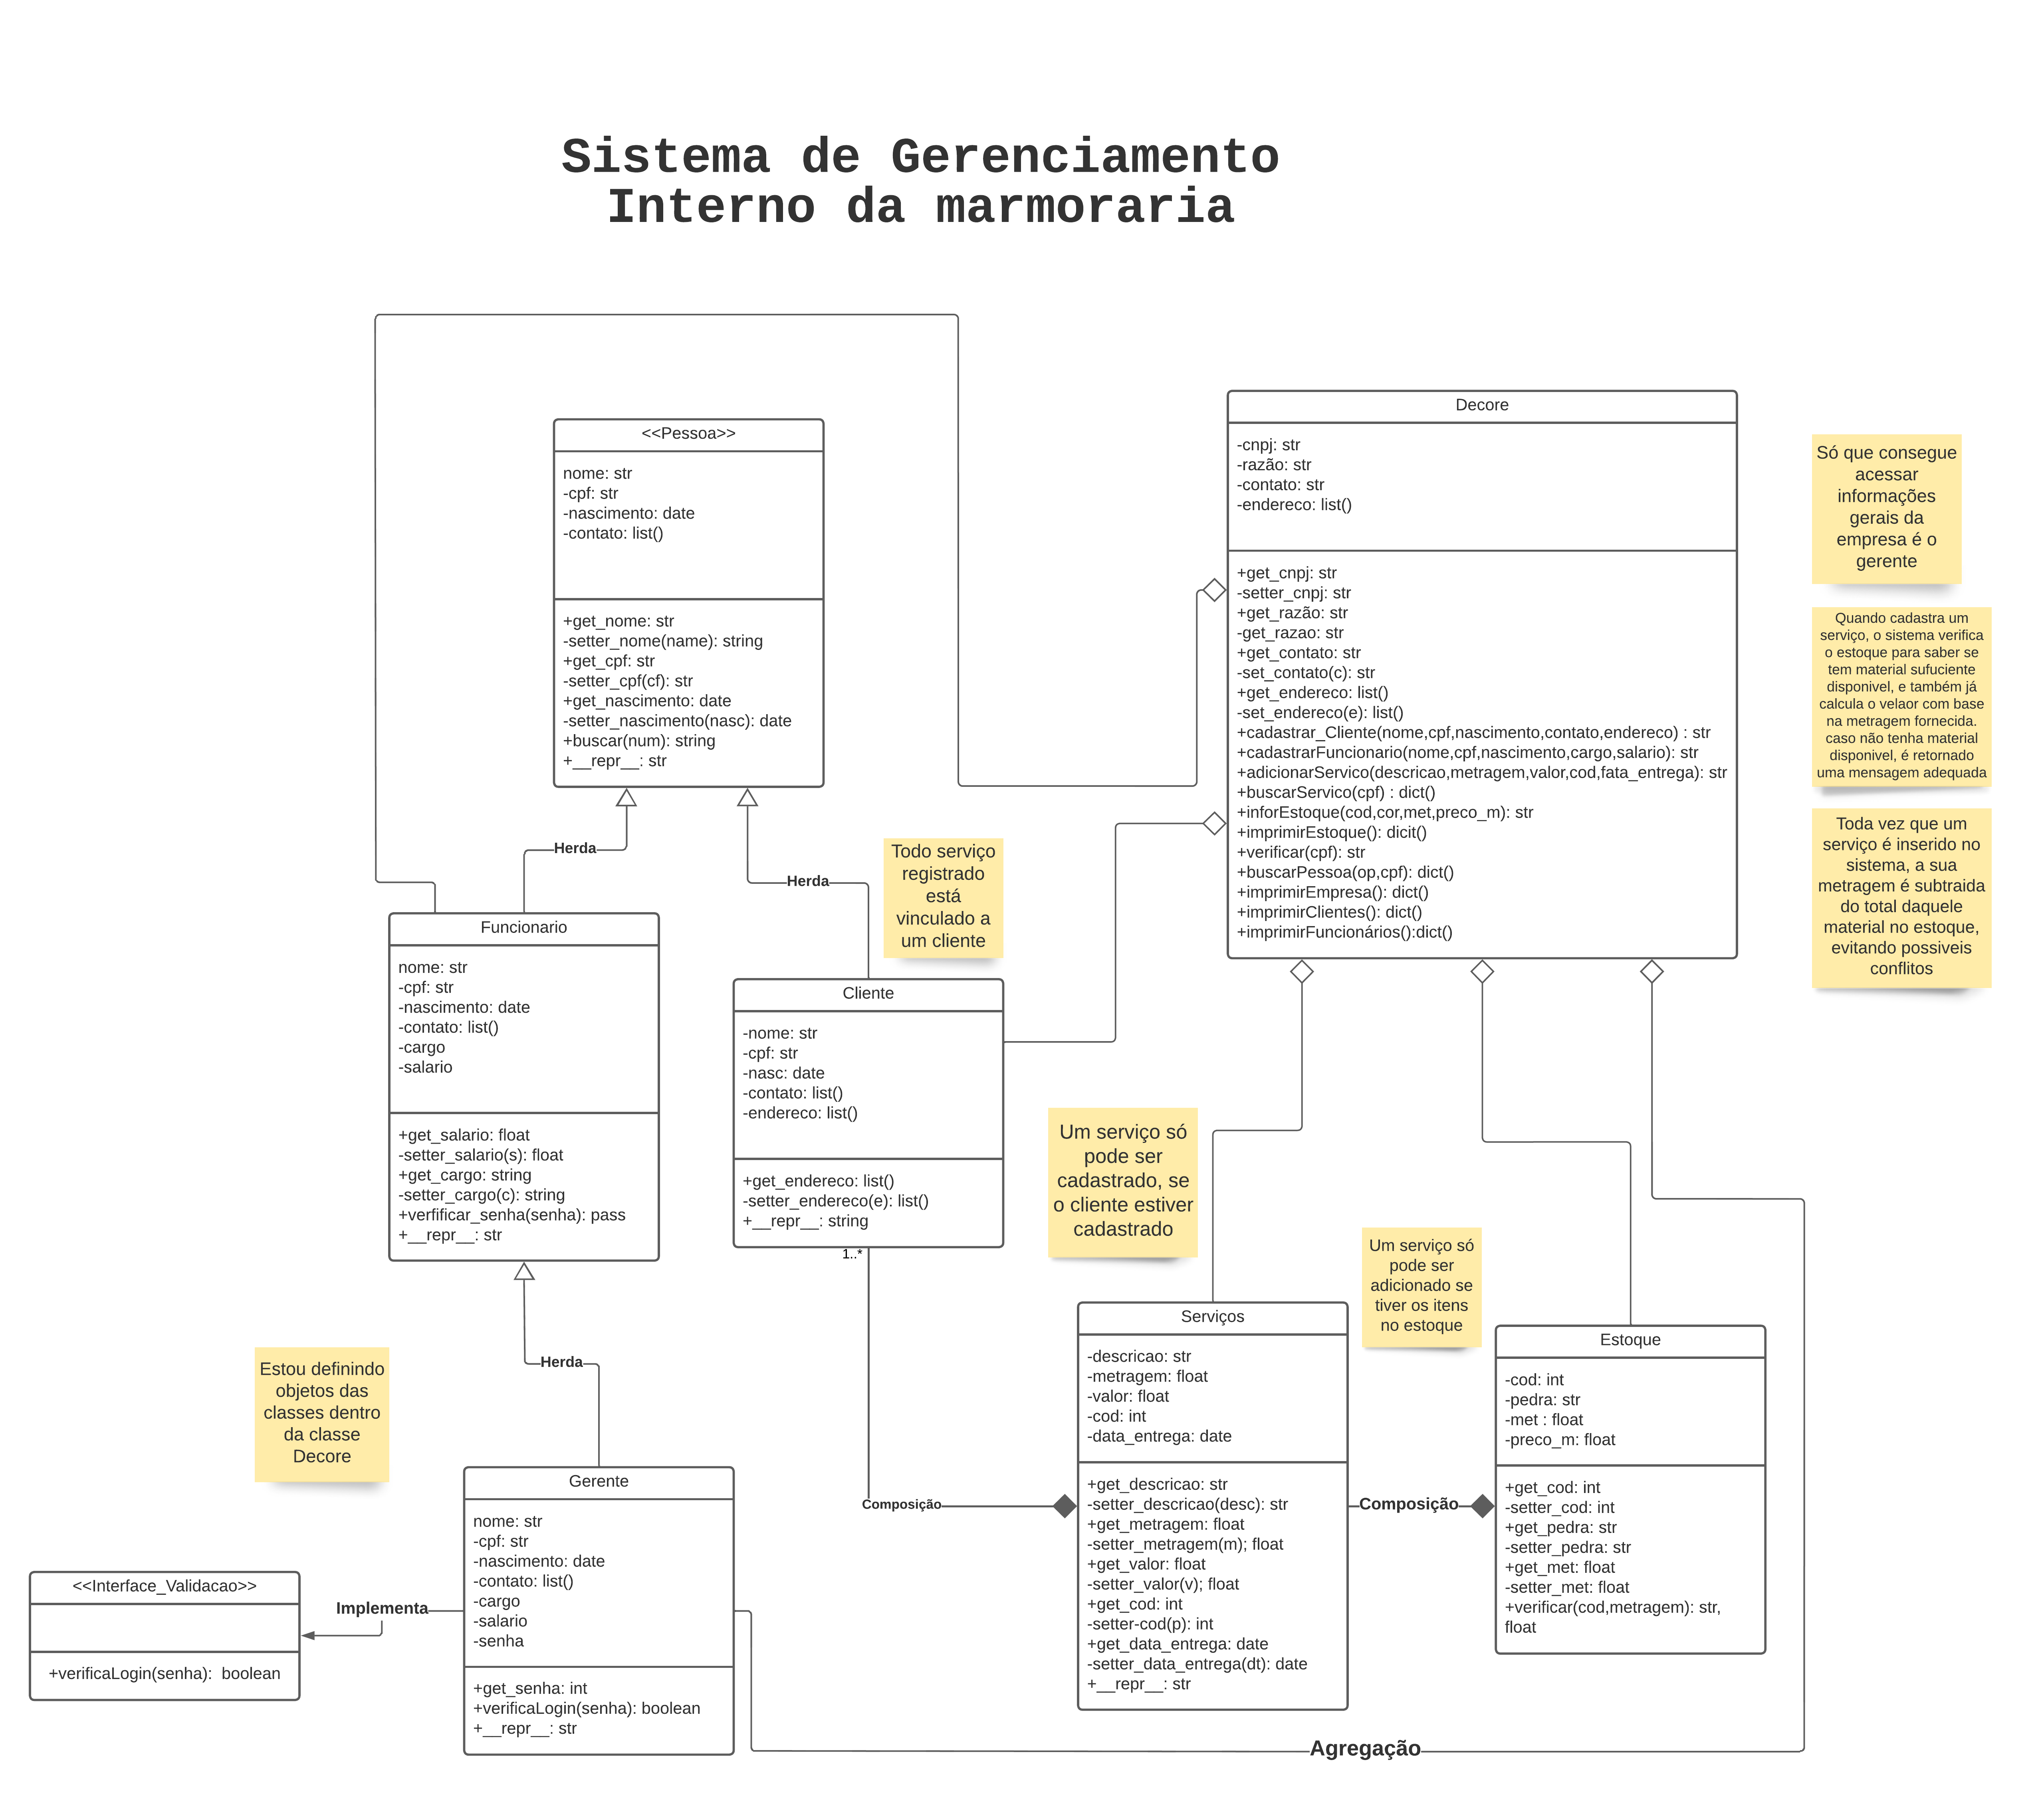 Sistema de Gerenciamento
Interno da marmoraria
<<Pessoa>>
nome: str
-cpf: str
-nascimento: date
-contato: list()
+get_nome: str
-setter_nome(name): string
+get_cpf: str
-setter_cpf(cf): str
+get_nascimento: date
-setter_nascimento(nasc): date
+buscar(num): string
+__repr__: str
Decore
-cnpj: str
-razão: str
-contato: str
-endereco: list()
+get_cnpj: str
-setter_cnpj: str
+get_razão: str
-get_razao: str
+get_contato: str
-set_contato(c): str
+get_endereco: list()
-set_endereco(e): list()
+cadastrar_Cliente(nome,cpf,nascimento,contato,endereco) : str
+cadastrarFuncionario(nome,cpf,nascimento,cargo,salario): str
+adicionarServico(descricao,metragem,valor,cod,fata_entrega): str
+buscarServico(cpf) : dict()
+inforEstoque(cod,cor,met,preco_m): str
+imprimirEstoque(): dicit()
+verificar(cpf): str
+buscarPessoa(op,cpf): dict()
+imprimirEmpresa(): dict()
+imprimirClientes(): dict()
+imprimirFuncionários():dict()
Só que consegue
acessar
informações
gerais da
empresa é o
gerente
Quando cadastra um
serviço, o sistema verifica
o estoque para saber se
tem material sufuciente
disponivel, e também já
calcula o velaor com base
na metragem fornecida.
caso não tenha material
disponivel, é retornado
uma mensagem adequada
Toda vez que um
serviço é inserido no
sistema, a sua
metragem é subtraida
do total daquele
material no estoque,
evitando possiveis
conflitos
Herda
Herda
Todo serviço
registrado
está
vinculado a
um cliente
Funcionario
nome: str
-cpf: str
-nascimento: date
-contato: list()
-cargo
-salario
+get_salario: float
-setter_salario(s): float
+get_cargo: string
-setter_cargo(c): string
+verfificar_senha(senha): pass
+__repr__: str
Cliente
-nome: str
-cpf: str
-nasc: date
-contato: list()
-endereco: list()
+get_endereco: list()
-setter_endereco(e): list()
+__repr__: string
1..*
Um serviço só
pode ser
cadastrado, se
o cliente estiver
cadastrado
Um serviço só
pode ser
adicionado se
tiver os itens
no estoque
Herda
Estou definindo
objetos das
classes dentro
da classe
Decore
Serviços
-descricao: str
-metragem: float
-valor: float
-cod: int
-data_entrega: date
+get_descricao: str
-setter_descricao(desc): str
+get_metragem: float
-setter_metragem(m); float
+get_valor: float
-setter_valor(v); float
+get_cod: int
-setter-cod(p): int
+get_data_entrega: date
-setter_data_entrega(dt): date
+__repr__: str
Estoque
-cod: int
-pedra: str
-met : float
-preco_m: float
+get_cod: int
-setter_cod: int
+get_pedra: str
-setter_pedra: str
+get_met: float
-setter_met: float
+verificar(cod,metragem): str,
float
Composição
Composição
Gerente
nome: str
-cpf: str
-nascimento: date
-contato: list()
-cargo
-salario
-senha
+get_senha: int
+verificaLogin(senha): boolean
+__repr__: str
<<Interface_Validacao>>
+verificaLogin(senha):  boolean
Implementa
Agregação